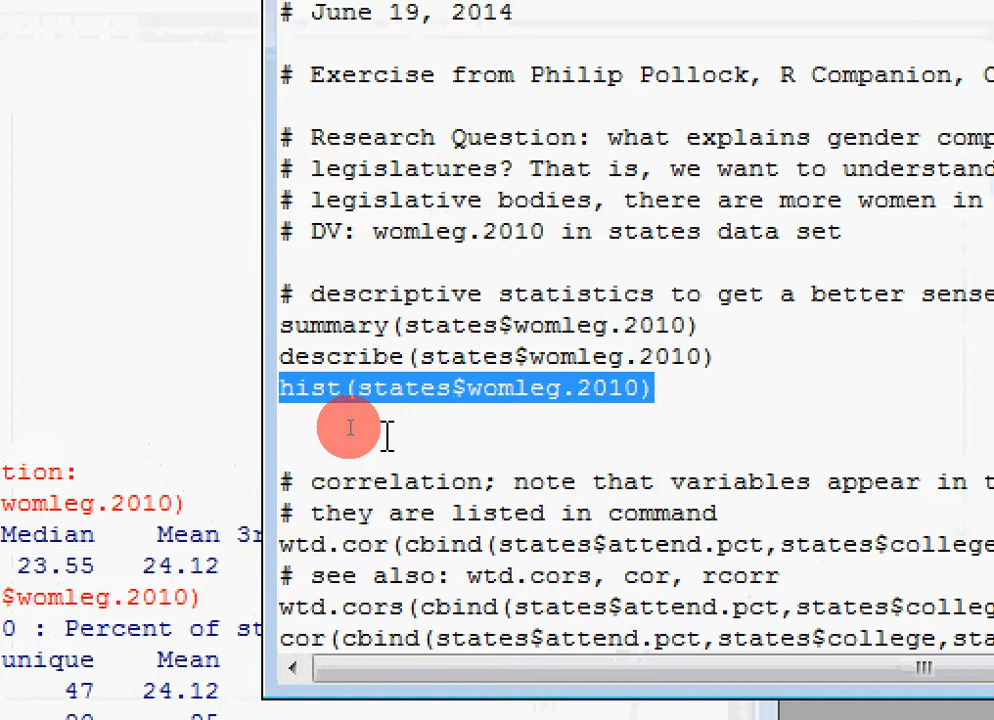 # June 19, 2014
# Exercise from Philip Pollock, R Companion, C
# Research Question: what explains gender comp
# legislatures? That is, we want to understand
# legislative bodies, there are more women in
# DV: womleg.2010 in states data set
# descriptive statistics to get a better sense
summary(states$womleg.2010)
describe(states$womleg.2010)
hist(states$womleg.2010)
# correlation; note that variables appear in t
# they are listed in command
wtd.cor(cbind(states$attend.pct,states$college
# see also: wtd.cors, cor, rcorr
wtd.cors(cbind(states$attend.pct,states$colleg
cor(cbind(states$attend.pct,states$college,sta
tion:
womleg.2010)
Median Mean 3r
23.55 24.12
$womleg.2010)
0 : Percent of st
unique Mean
47 24.12